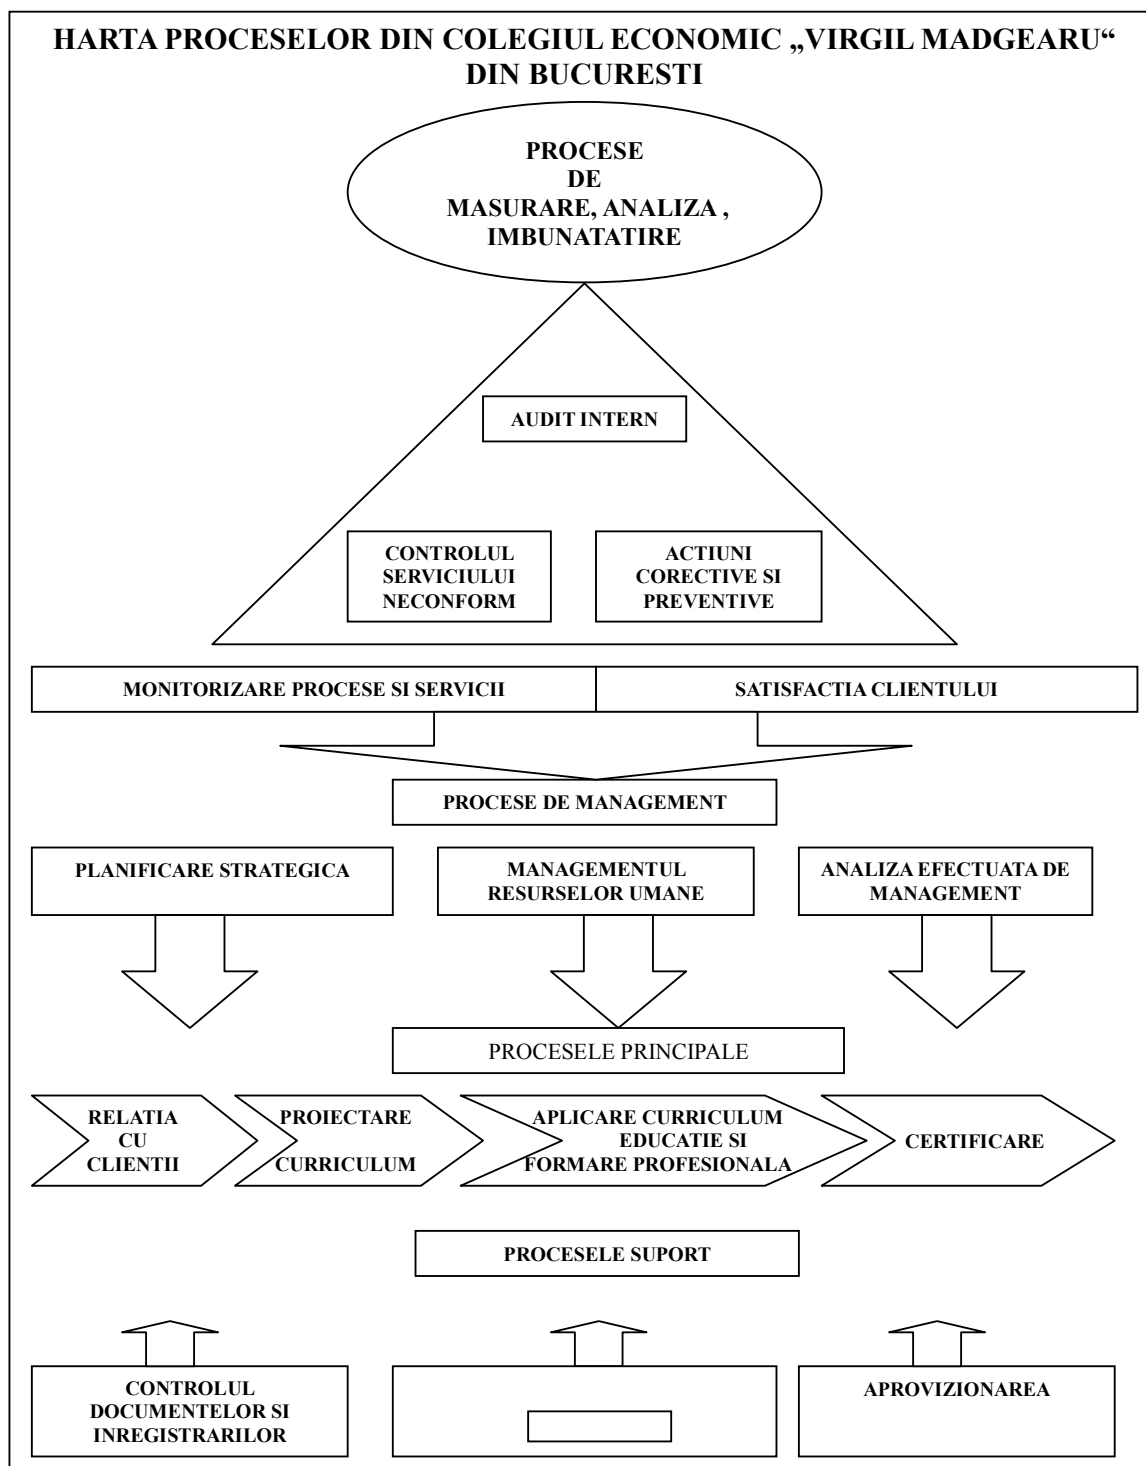 HARTA PROCESELOR DIN COLEGIUL ECONOMIC „VIRGIL MADGEARU“
DIN BUCURESTI
PROCESE
DE
MASURARE, ANALIZA ,
IMBUNATATIRE
AUDIT INTERN
CONTROLUL
SERVICIULUI
NECONFORM
ACTIUNI
CORECTIVE SI
PREVENTIVE
MONITORIZARE PROCESE SI SERVICII
SATISFACTIA CLIENTULUI
PROCESE DE MANAGEMENT
PLANIFICARE STRATEGICA
MANAGEMENTUL
RESURSELOR UMANE
ANALIZA EFECTUATA DE
MANAGEMENT
PROCESELE PRINCIPALE
RELATIA
CU
CLIENTII
PROIECTARE
CURRICULUM
APLICARE CURRICULUM
EDUCATIE SI
FORMARE PROFESIONALA
CERTIFICARE
PROCESELE SUPORT
CONTROLUL
DOCUMENTELOR SI
INREGISTRARILOR
APROVIZIONAREA